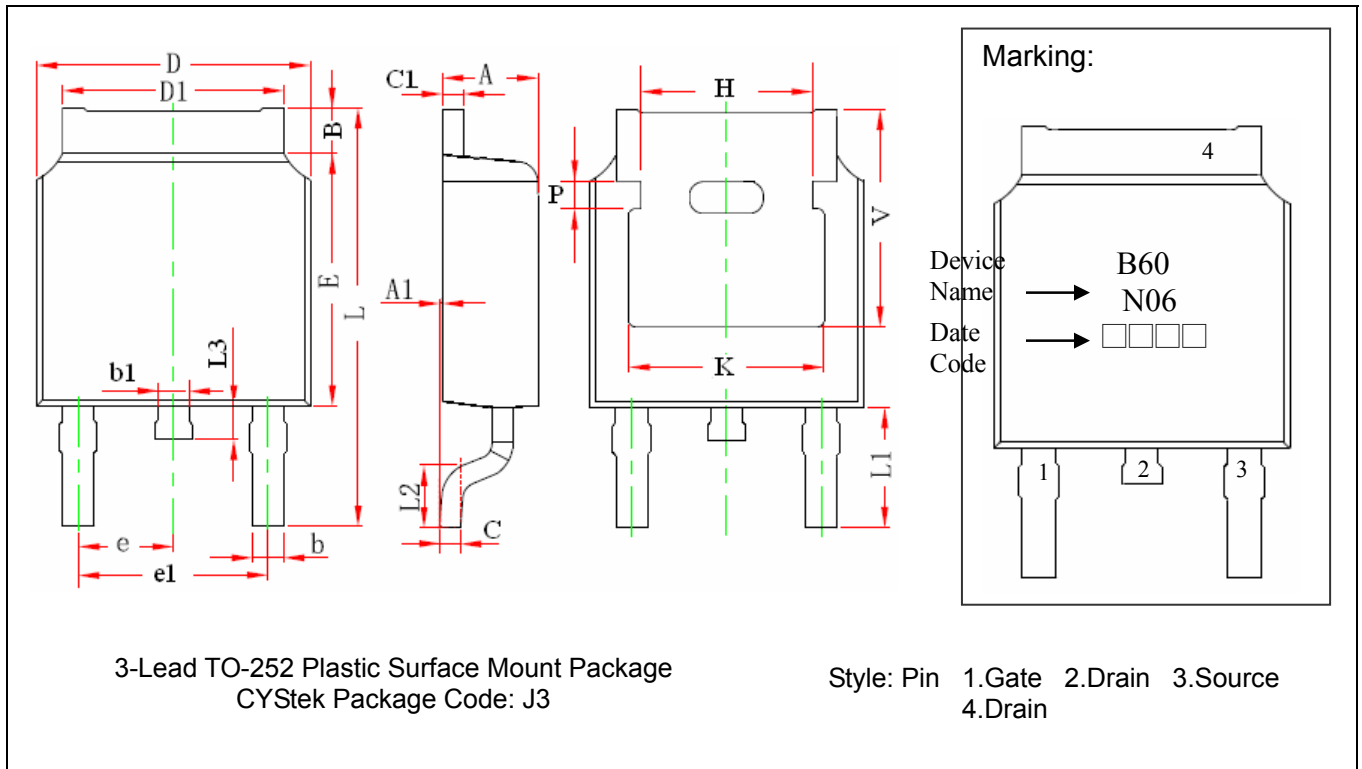 D
D1
B
E
L
L3
b1
e
e1
b
C1
A
A1
L2
C
H
P
V
K
L1
Marking:
4
Device
Name
B60
N06
Date
Code
□□□□
1
2
3
3-Lead TO-252 Plastic Surface Mount Package
CYStek Package Code: J3
Style: Pin 1.Gate 2.Drain 3.Source
4.Drain